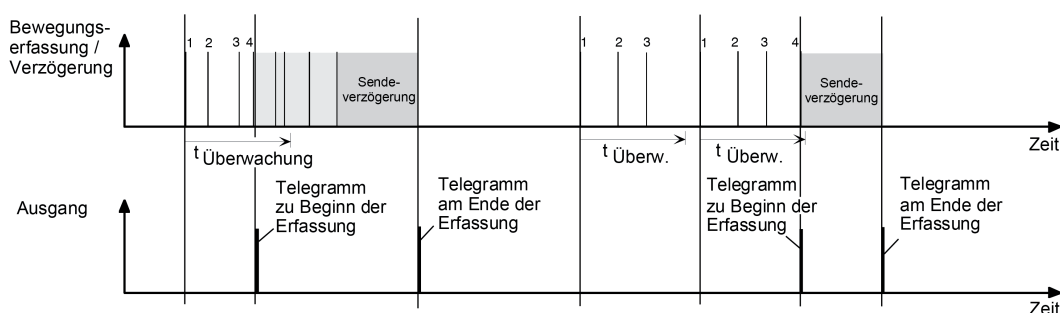 Bewegungs-
erfassung /
Verzögerung
1 2 3 4
1 2 3
1 2 3 4
Sende-
verzögerung
Sende-
verzögerung
Zeit
t Überwachung
t Überw.
t Überw.
Ausgang
Telegramm
zu Beginn der
Erfassung
Telegramm
am Ende der
Erfassung
Telegramm
zu Beginn der
Erfassung
Telegramm
am Ende der
Erfassung
Zeit